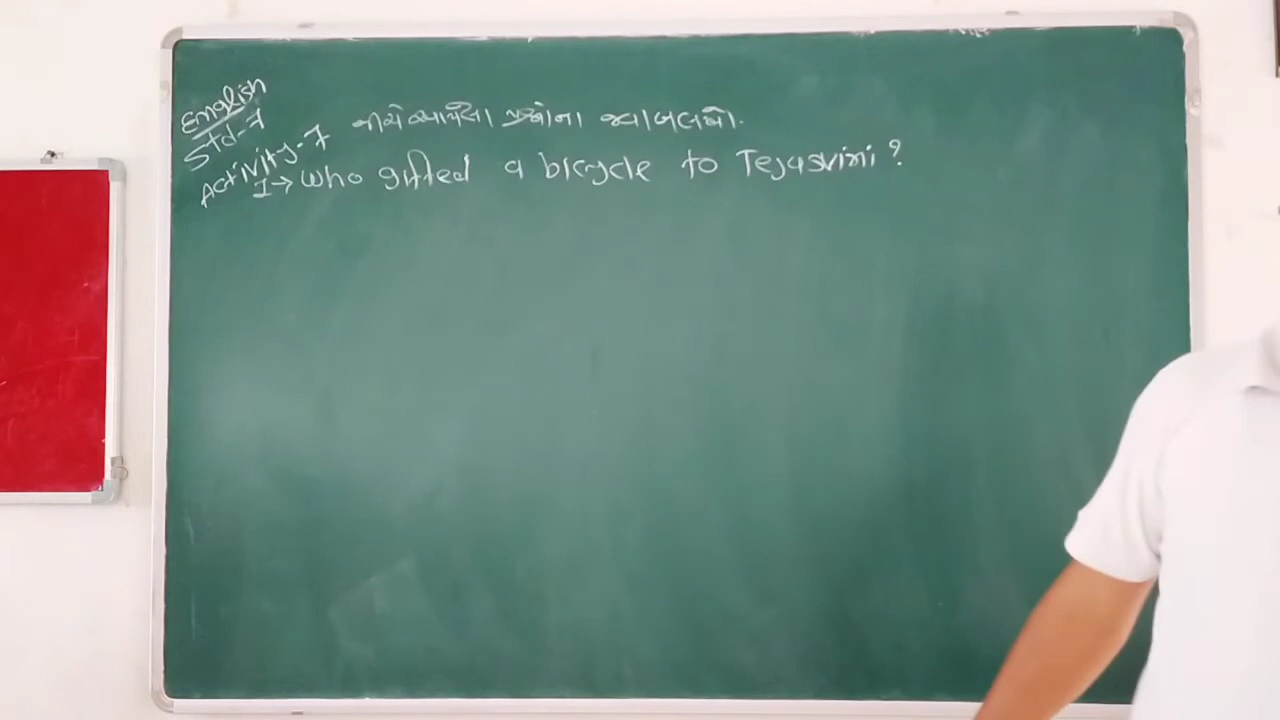 English
Std-7
Activity-7
નીચે આપેલા પ્રશ્નોના જવાબ લખો.
1→ Who gifted a bicycle to Tejasvini?